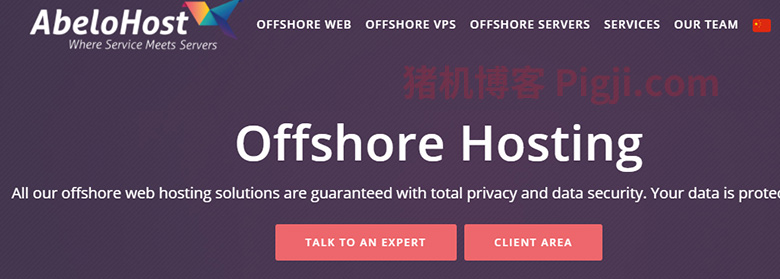 AbeloHost
Where Service Meets Servers
OFFSHORE WEB OFFSHORE VPS OFFSHORE SERVERS SERVICES OUR TEAM
猪机博客 Pigji.com
Offshore Hosting
All our offshore web hosting solutions are guaranteed with total privacy and data security. Your data is prote
TALK TO AN EXPERT CLIENT AREA